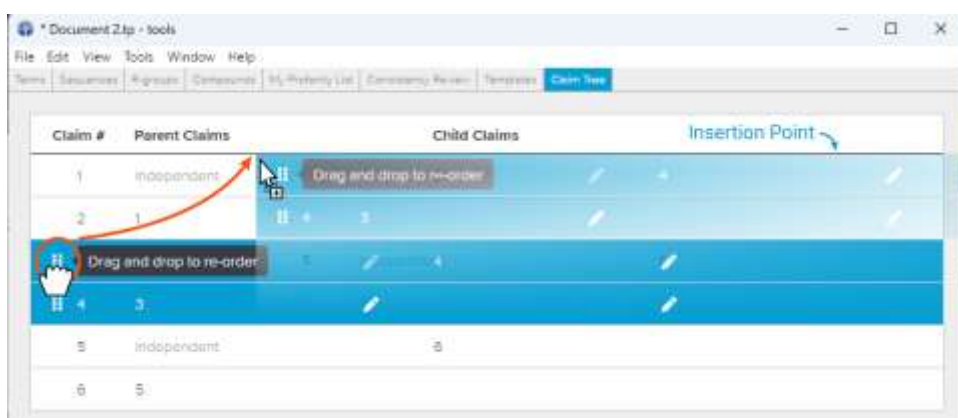 * Document 2.tp - tools
File Edit View Tools Window Help
Terms Sequences R-groups Compounds My Proferity List Consistency Review Templates Claim Tree
Claim # Parent Claims Child Claims Insertion Point
1 independent Drag and drop to re-order 4
2 1 4 3
Drag and drop to re-order 5 4
4 3
5 independent 6
6 5